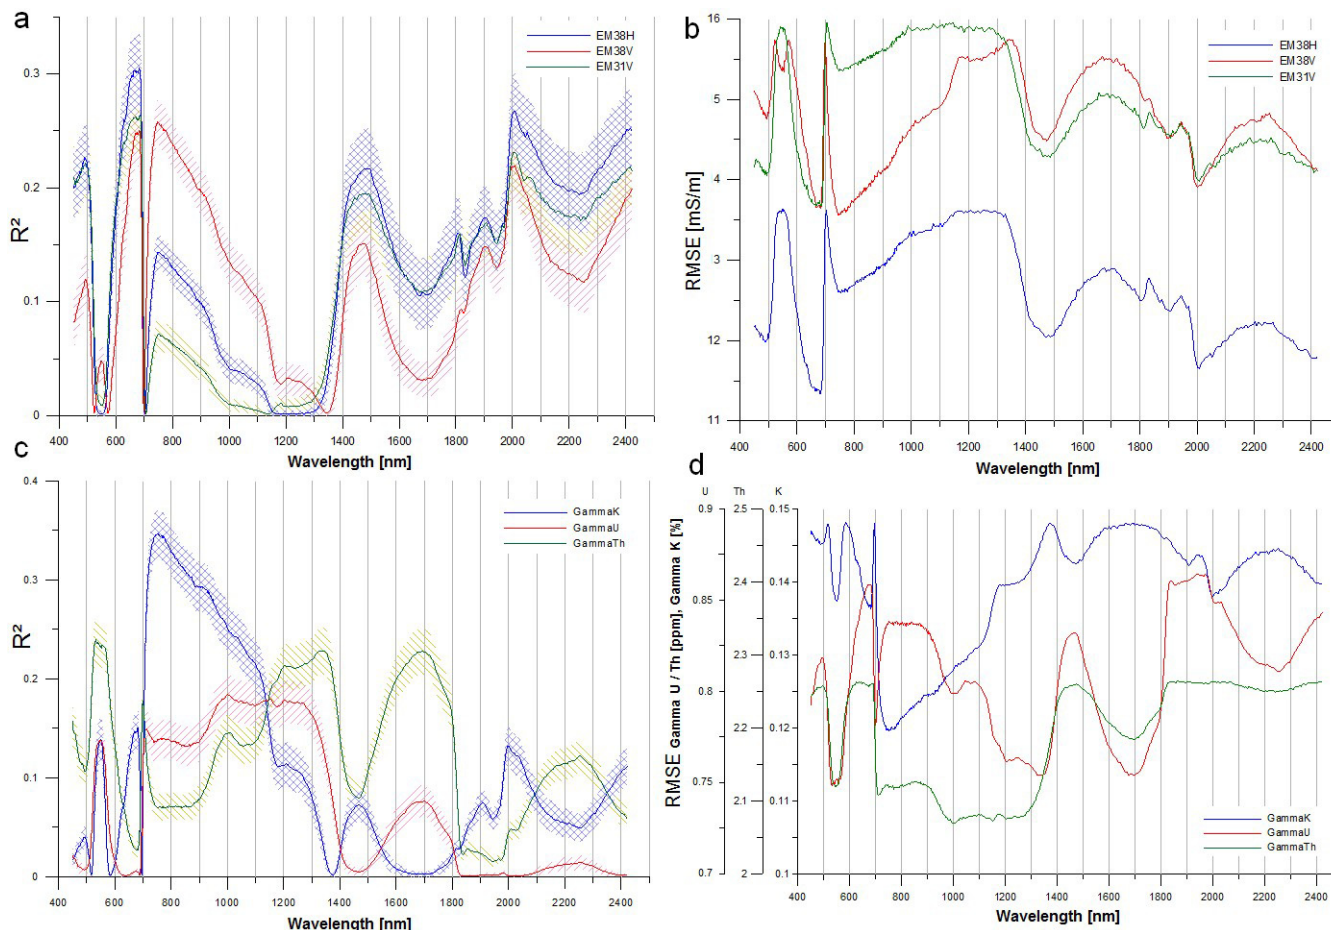 a
EM38H
EM38V
EM31V
0.3
0.2
0.1
0
R²
400 600 800 1000 1200 1400 1600 1800 2000 2200 2400
Wavelength [nm]
b
EM38H
EM38V
EM31V
16
5
4
3
12
11
RMSE [mS/m]
400 600 800 1000 1200 1400 1600 1800 2000 2200 2400
Wavelength [nm]
c
GammaK
GammaU
GammaTh
0.4
0.3
0.2
0.1
0
R²
400 600 800 1000 1200 1400 1600 1800 2000 2200 2400
Wavelength [nm]
d
U Th K
0.9 2.5 0.15
0.14
0.85 2.4
0.13 2.3
0.8
2.2
0.12
0.75
2.1 0.11
0.7 2 0.1
RMSE Gamma U / Th [ppm], Gamma K [%]
GammaK
GammaU
GammaTh
400 600 800 1000 1200 1400 1600 1800 2000 2200 2400
Wavelength [nm]